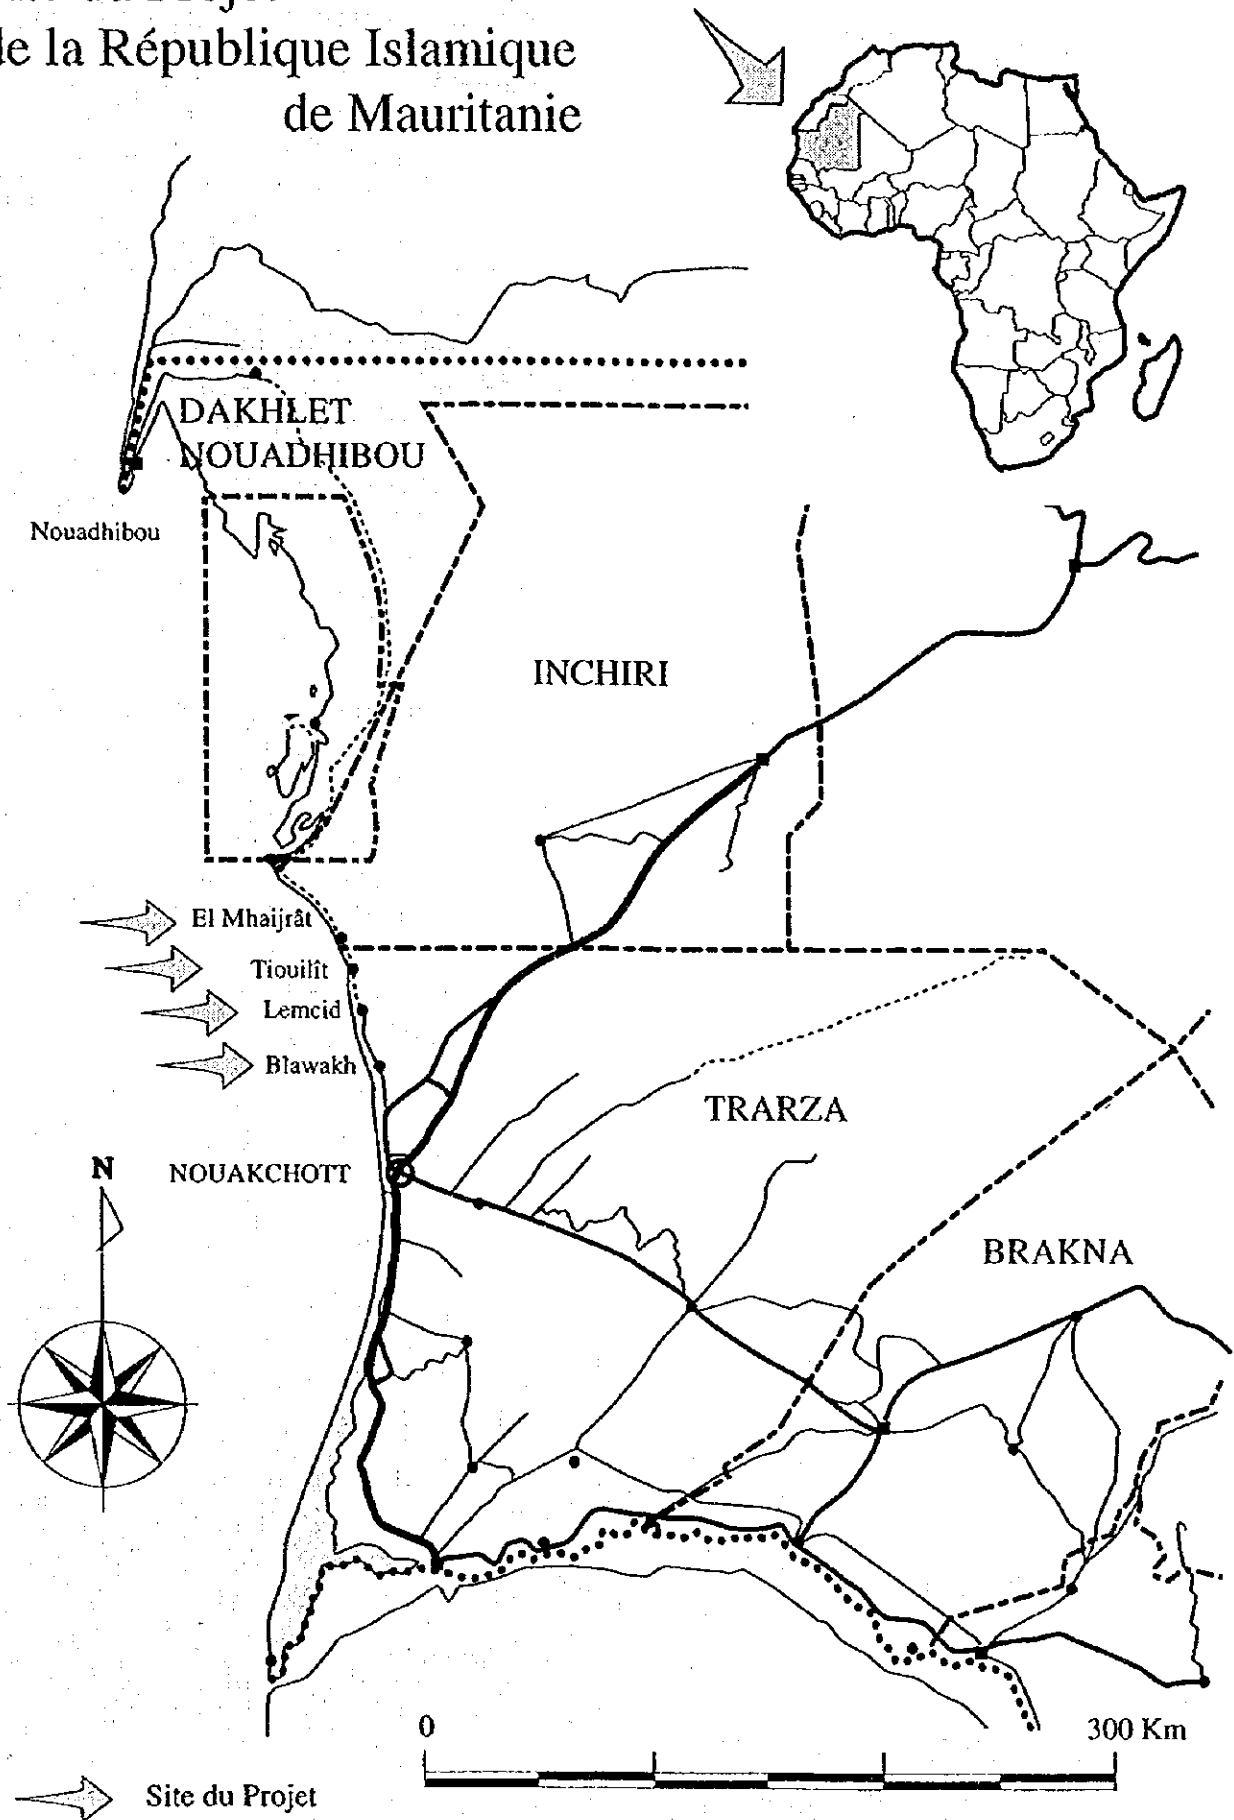 de la République Islamique
de Mauritanie
DAKHLET
NOUADHIBOU
Nouadhibou
INCHIRI
El Mhaijrât
Tiouilît
Lemcid
Blawakh
TRARZA
N
NOUAKCHOTT
BRAKNA
0
300 Km
Site du Projet